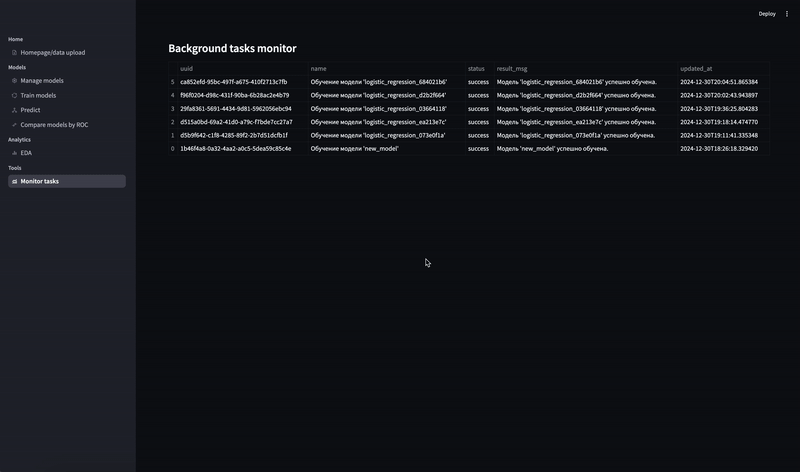 Deploy
Home
Homepage/data upload
Models
Manage models
Train models
Predict
Compare models by ROC
Analytics
EDA
Tools
Monitor tasks
Background tasks monitor
uuid name status result_msg updated_at
5 ca852efd-95bc-497f-a675-410f2713c7fb Обучение модели 'logistic_regression_684021b6' success Модель 'logistic_regression_684021b6' успешно обучена. 2024-12-30T20:04:51.865384
4 f96f0204-d98c-431f-90ba-6b28ac2e4b79 Обучение модели 'logistic_regression_d2b2f664' success Модель 'logistic_regression_d2b2f664' успешно обучена. 2024-12-30T20:02:43.943897
3 29fa8361-5691-4434-9d81-5962056ebc94 Обучение модели 'logistic_regression_03664118' success Модель 'logistic_regression_03664118' успешно обучена. 2024-12-30T19:36:25.804283
2 d515a0bd-69a2-41d0-a79c-f7bde7cc27a7 Обучение модели 'logistic_regression_ea213e7c' success Модель 'logistic_regression_ea213e7c' успешно обучена. 2024-12-30T19:18:14.474770
1 d5b9f642-c1f8-4285-89f2-2b7d51dcfb1f Обучение модели 'logistic_regression_073e0f1a' success Модель 'logistic_regression_073e0f1a' успешно обучена. 2024-12-30T19:11:41.335348
0 1b46f4a8-0a32-4aa2-a0c5-5dea59c85c4e Обучение модели 'new_model' success Модель 'new_model' успешно обучена. 2024-12-30T18:26:18.329420